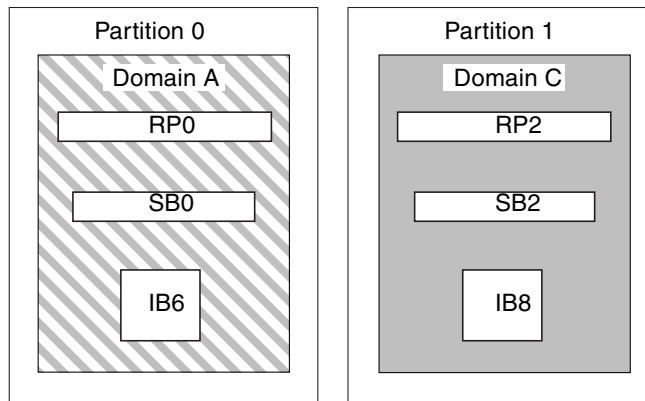 Partition 0
Domain A
RP0
SB0
IB6
Partition 1
Domain C
RP2
SB2
IB8